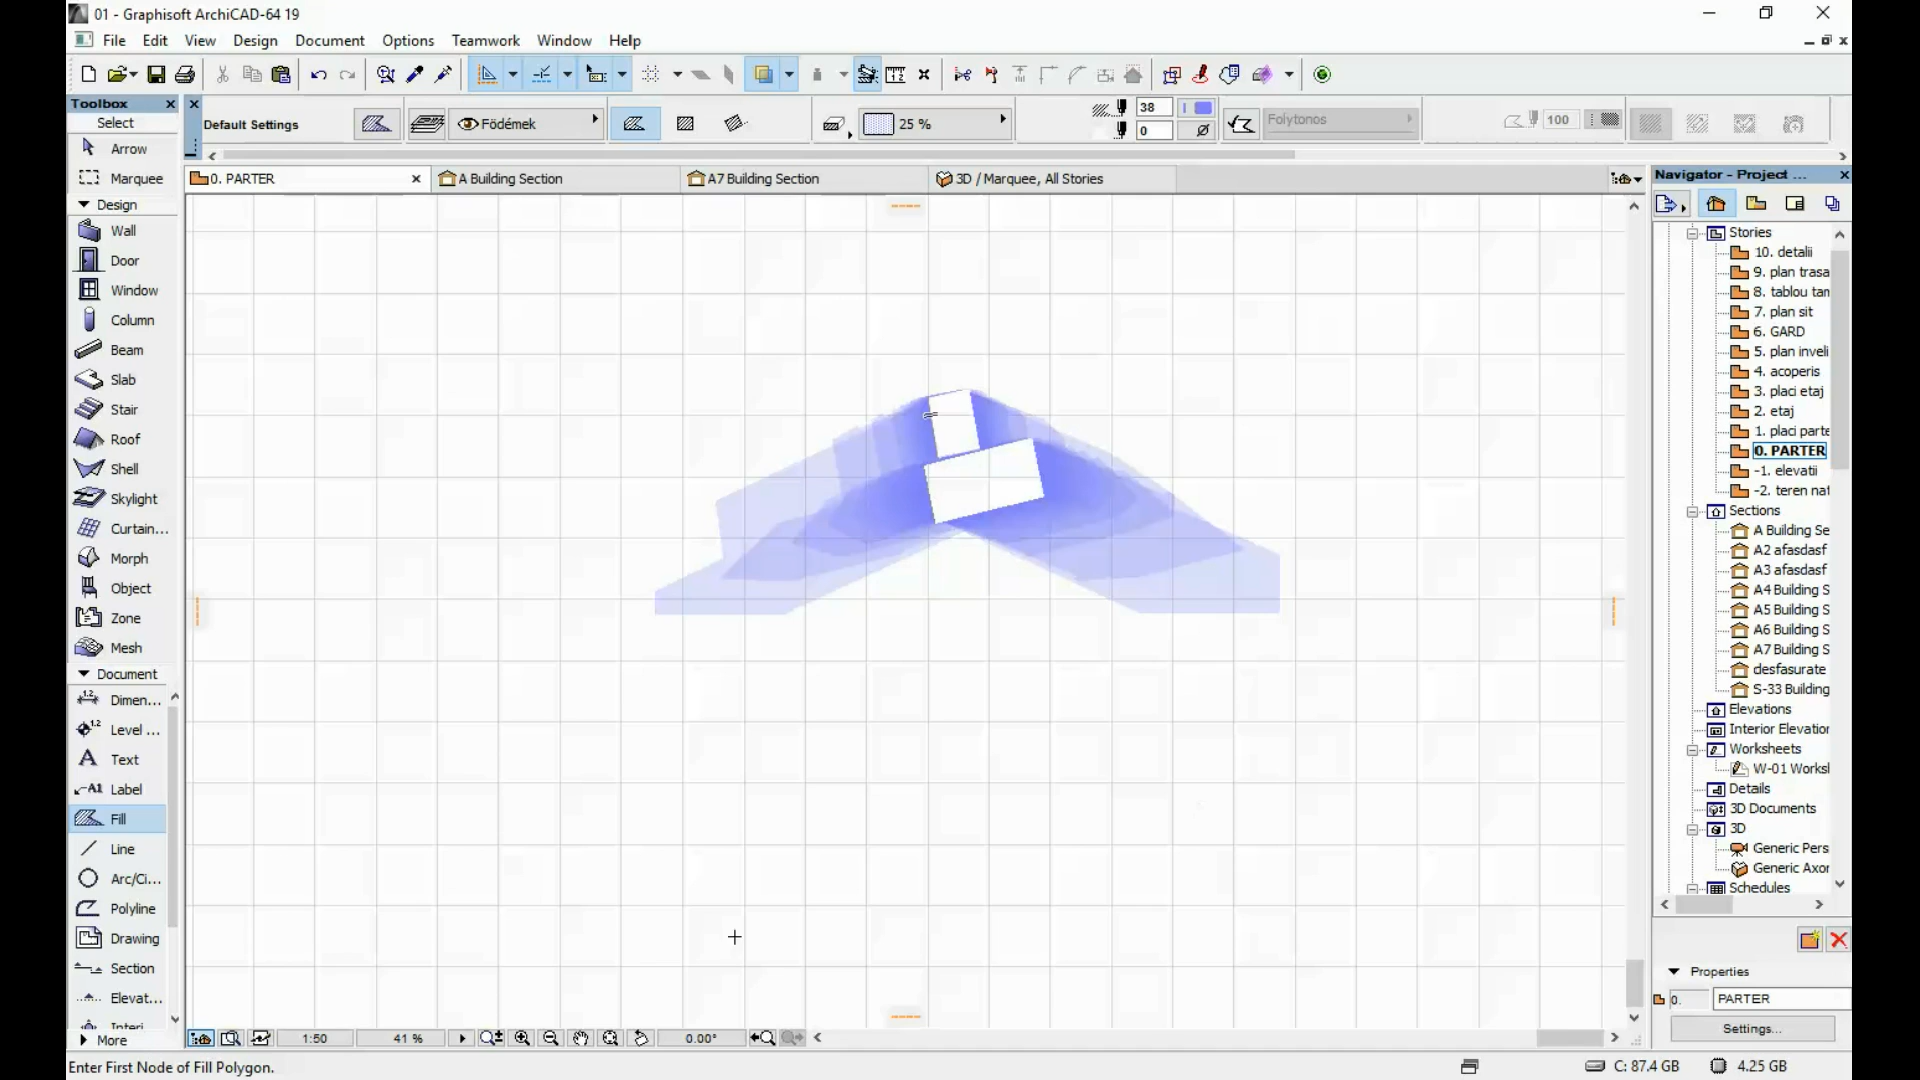 01 - Graphisoft ArchiCAD-64 19
File Edit View Design Document Options Teamwork Window Help
Toolbox
Select
Default Settings
Födémek
25 %
38
0
Folytonos
100
Arrow
Marquee
Design
Wall
Door
Window
Column
Beam
Slab
Stair
Roof
Shell
Skylight
Curtain...
Morph
Object
Zone
Mesh
Document
Dimen...
Level ...
Text
Label
Fill
Line
Arc/Ci...
Polyline
Drawing
Section
Elevat...
More
0. PARTER
A Building Section
A7 Building Section
3D / Marquee, All Stories
Navigator - Project ...
Stories
10. detalii
9. plan trasa
8. tablou tam
7. plan sit
6. GARD
5. plan inveli
4. acoperis
3. placi etaj
2. etaj
1. placi parte
0. PARTER
-1. elevatii
-2. teren nat
Sections
A Building Se
A2 afasdasf
A3 afasdasf
A4 Building S
A5 Building S
A6 Building S
A7 Building S
desfasurate
S-33 Building
Elevations
Interior Elevation
Worksheets
W-01 Works
Details
3D Documents
3D
Generic Pers
Generic Axon
Schedules
Properties
0. PARTER
Settings...
1:50
41 %
0.00°
Enter First Node of Fill Polygon.
C: 87.4 GB
4.25 GB